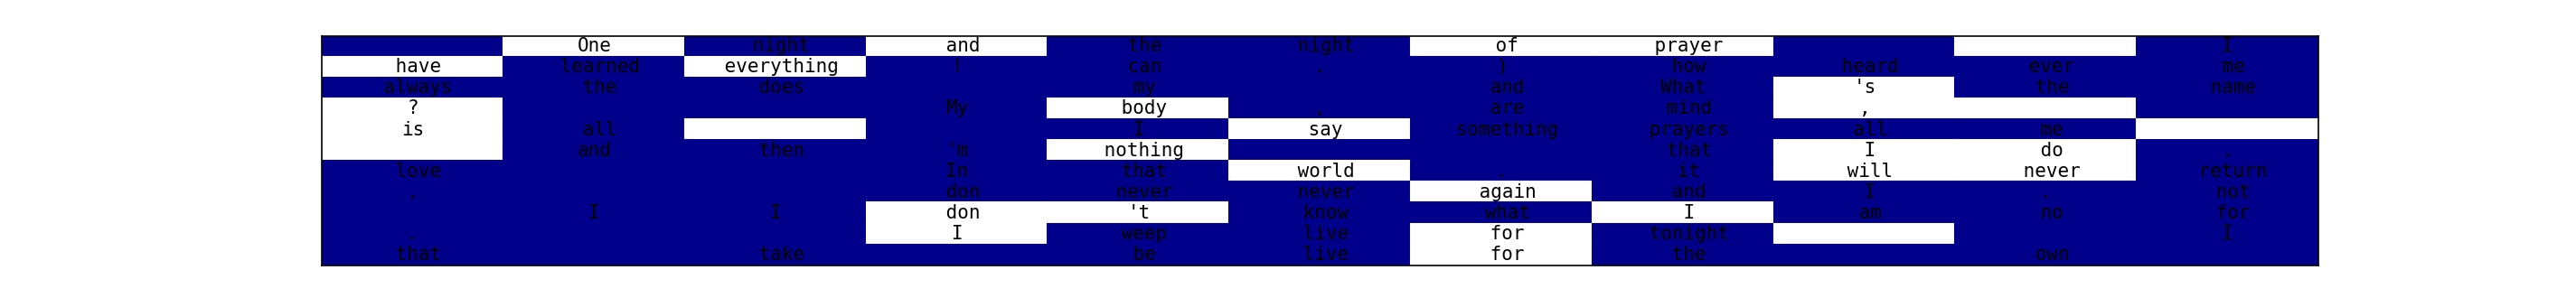 One night and the night of prayer I
have learned everything ! can . ) how heard ever me
always the does my and What 's the name
? My body , are mind ,
is all I say something prayers all me
and then 'm nothing that I do .
love In that world . it will never return
. don never never again and I . not
I I don 't know what I am no for
. I weep live for tonight I
that take be live for the own